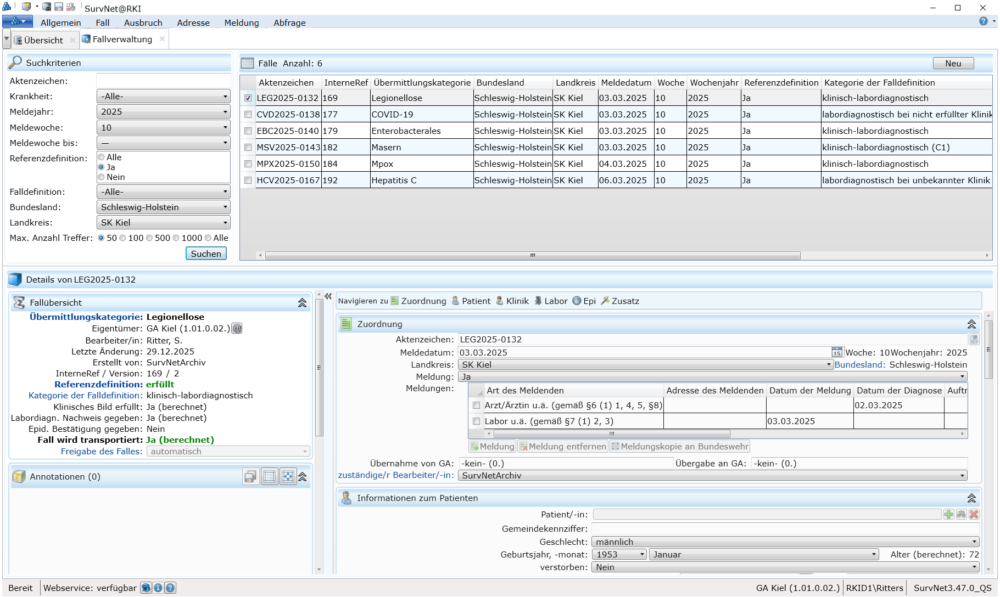 SurvNet@RKI
Allgemein Fall Ausbruch Adresse Meldung Abfrage
Übersicht Fallverwaltung
Suchkriterien
Aktenzeichen:
Krankheit: -Alle-
Meldejahr: 2025
Meldewoche: 10
Meldewoche bis: —
Referenzdefinition: Alle
Ja
Nein
Falldefinition: -Alle-
Bundesland: Schleswig-Holstein
Landkreis: SK Kiel
Max. Anzahl Treffer: 50 100 500 1000 Alle
Suchen
Fälle Anzahl: 6 Neu
Aktenzeichen InterneRef Übermittlungskategorie Bundesland Landkreis Meldedatum Woche Wochenjahr Referenzdefinition Kategorie der Falldefinition
LEG2025-0132 169 Legionellose Schleswig-Holstein SK Kiel 03.03.2025 10 2025 Ja klinisch-labordiagnostisch
CVD2025-0138 177 COVID-19 Schleswig-Holstein SK Kiel 03.03.2025 10 2025 Ja labordiagnostisch bei nicht erfüllter Klinik
EBC2025-0140 179 Enterobacterales Schleswig-Holstein SK Kiel 03.03.2025 10 2025 Ja klinisch-labordiagnostisch
MSV2025-0143 182 Masern Schleswig-Holstein SK Kiel 03.03.2025 10 2025 Ja klinisch-labordiagnostisch (C1)
MPX2025-0150 184 Mpox Schleswig-Holstein SK Kiel 04.03.2025 10 2025 Ja klinisch-labordiagnostisch
HCV2025-0167 192 Hepatitis C Schleswig-Holstein SK Kiel 06.03.2025 10 2025 Ja labordiagnostisch bei unbekannter Klinik
Details von LEG2025-0132
Fallübersicht
Übermittlungskategorie: Legionellose
Eigentümer: GA Kiel (1.01.0.02.)
Bearbeiter/in: Ritter, S.
Letzte Änderung: 29.12.2025
Erstellt von: SurvNetArchiv
InterneRef / Version: 169 / 2
Referenzdefinition: erfüllt
Kategorie der Falldefinition: klinisch-labordiagnostisch
Klinisches Bild erfüllt: Ja (berechnet)
Labordiagn. Nachweis gegeben: Ja (berechnet)
Epid. Bestätigung gegeben: Nein
Fall wird transportiert: Ja (berechnet)
Freigabe des Falles: automatisch
Annotationen (0)
Navigieren zu Zuordnung Patient Klinik Labor Epi Zusatz
Zuordnung
Aktenzeichen: LEG2025-0132
Meldedatum: 03.03.2025 15 Woche: 10 Wochenjahr: 2025
Landkreis: SK Kiel Bundesland: Schleswig-Holstein
Meldung: Ja
Meldungen: Art des Meldenden Adresse des Meldenden Datum der Meldung Datum der Diagnose Auftr
Arzt/Ärztin u.ä. (gemäß §6 (1) 1, 4, 5, §8) 02.03.2025
Labor u.ä. (gemäß §7 (1) 2, 3) 03.03.2025
Meldung Meldung entfernen Meldungskopie an Bundeswehr
Übernahme von GA: -kein- (0.) Übergabe an GA: -kein- (0.)
zuständige/r Bearbeiter/-in: SurvNetArchiv
Informationen zum Patienten
Patient/-in:
Gemeindekennziffer:
Geschlecht: männlich
Geburtsjahr, -monat: 1953 Januar Alter (berechnet): 72
verstorben: Nein
Bereit Webservice: verfügbar GA Kiel (1.01.0.02.) RKID1\Ritters SurvNet3.47.0_QS